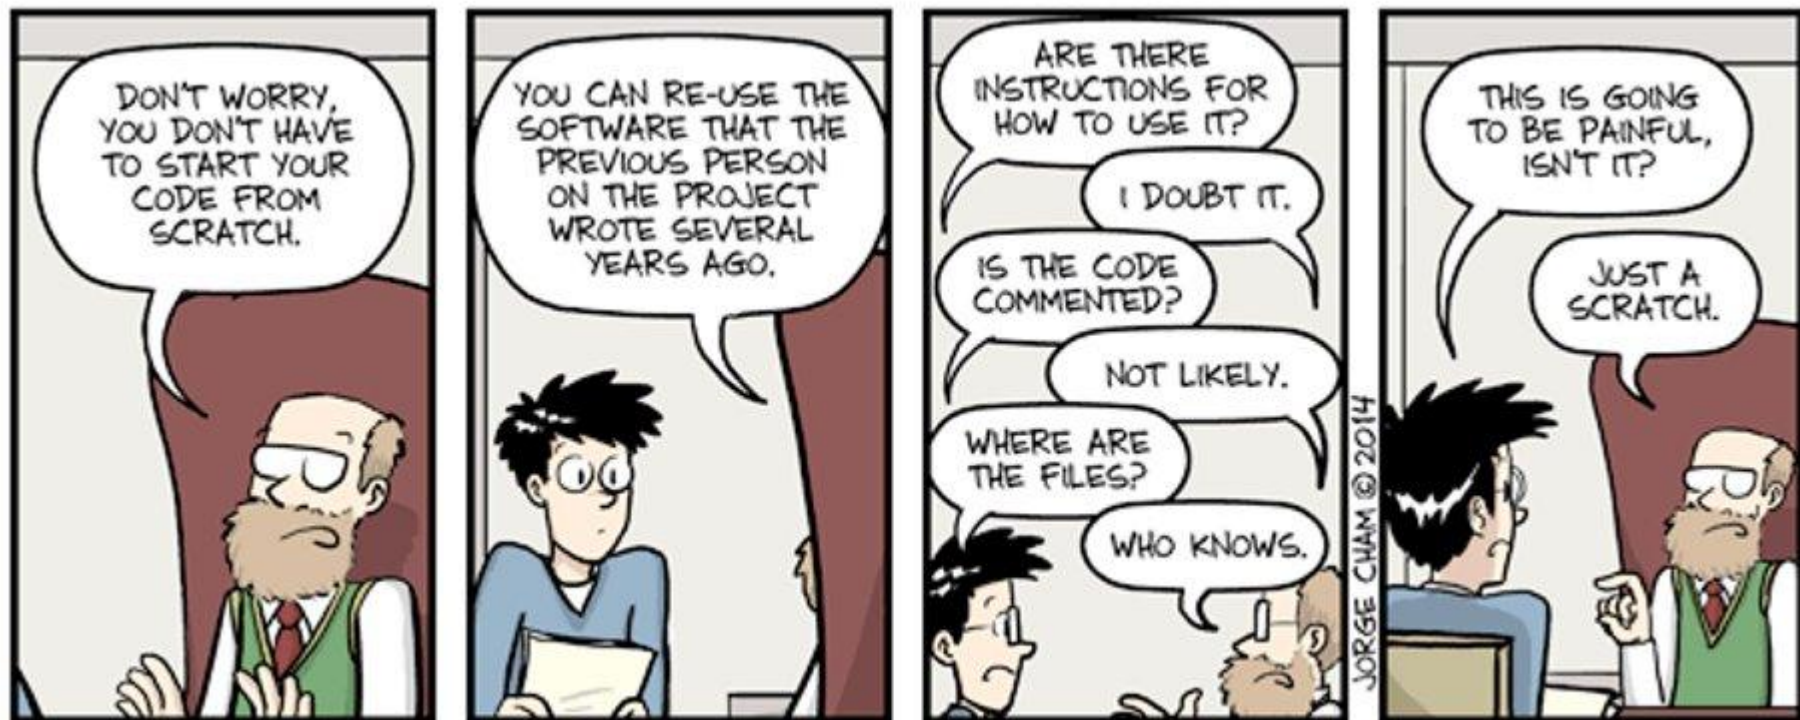 DON'T WORRY,
YOU DON'T HAVE
TO START YOUR
CODE FROM
SCRATCH.
YOU CAN RE-USE THE
SOFTWARE THAT THE
PREVIOUS PERSON
ON THE PROJECT
WROTE SEVERAL
YEARS AGO.
ARE THERE
INSTRUCTIONS FOR
HOW TO USE IT?
I DOUBT IT.
IS THE CODE
COMMENTED?
NOT LIKELY.
WHERE ARE
THE FILES?
WHO KNOWS.
JORGE CHAM © 2014
THIS IS GOING
TO BE PAINFUL,
ISN'T IT?
JUST A
SCRATCH.